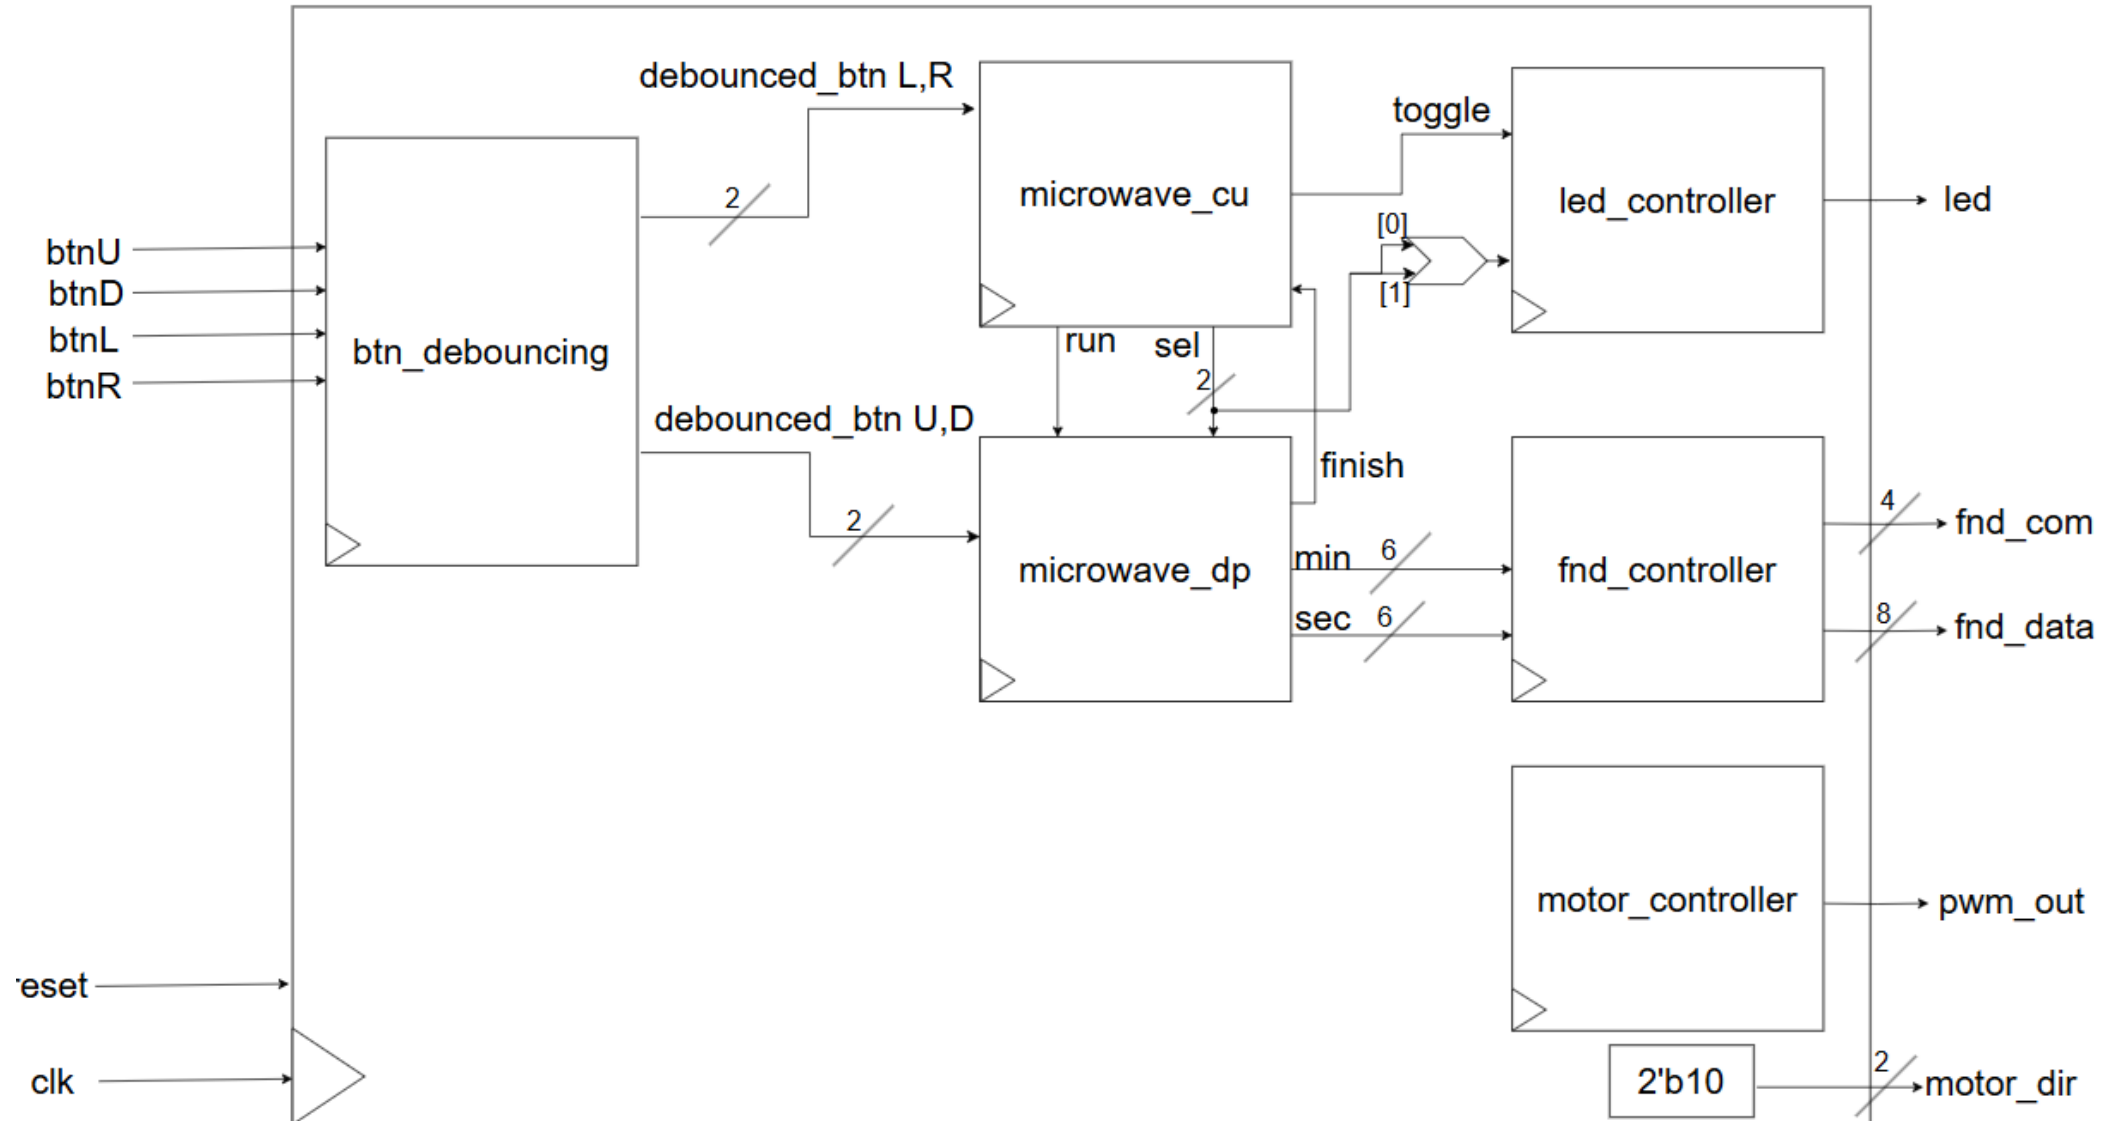 debounced_btn L,R
toggle
microwave_cu
led_controller
led
2
[0]
[1]
btnU
btnD
btnL
btnR
btn_debouncing
run
sel
2
debounced_btn U,D
finish
2
min
6
sec
6
microwave_dp
fnd_controller
4
fnd_com
8
fnd_data
motor_controller
pwm_out
eset
clk
2'b10
2
motor_dir